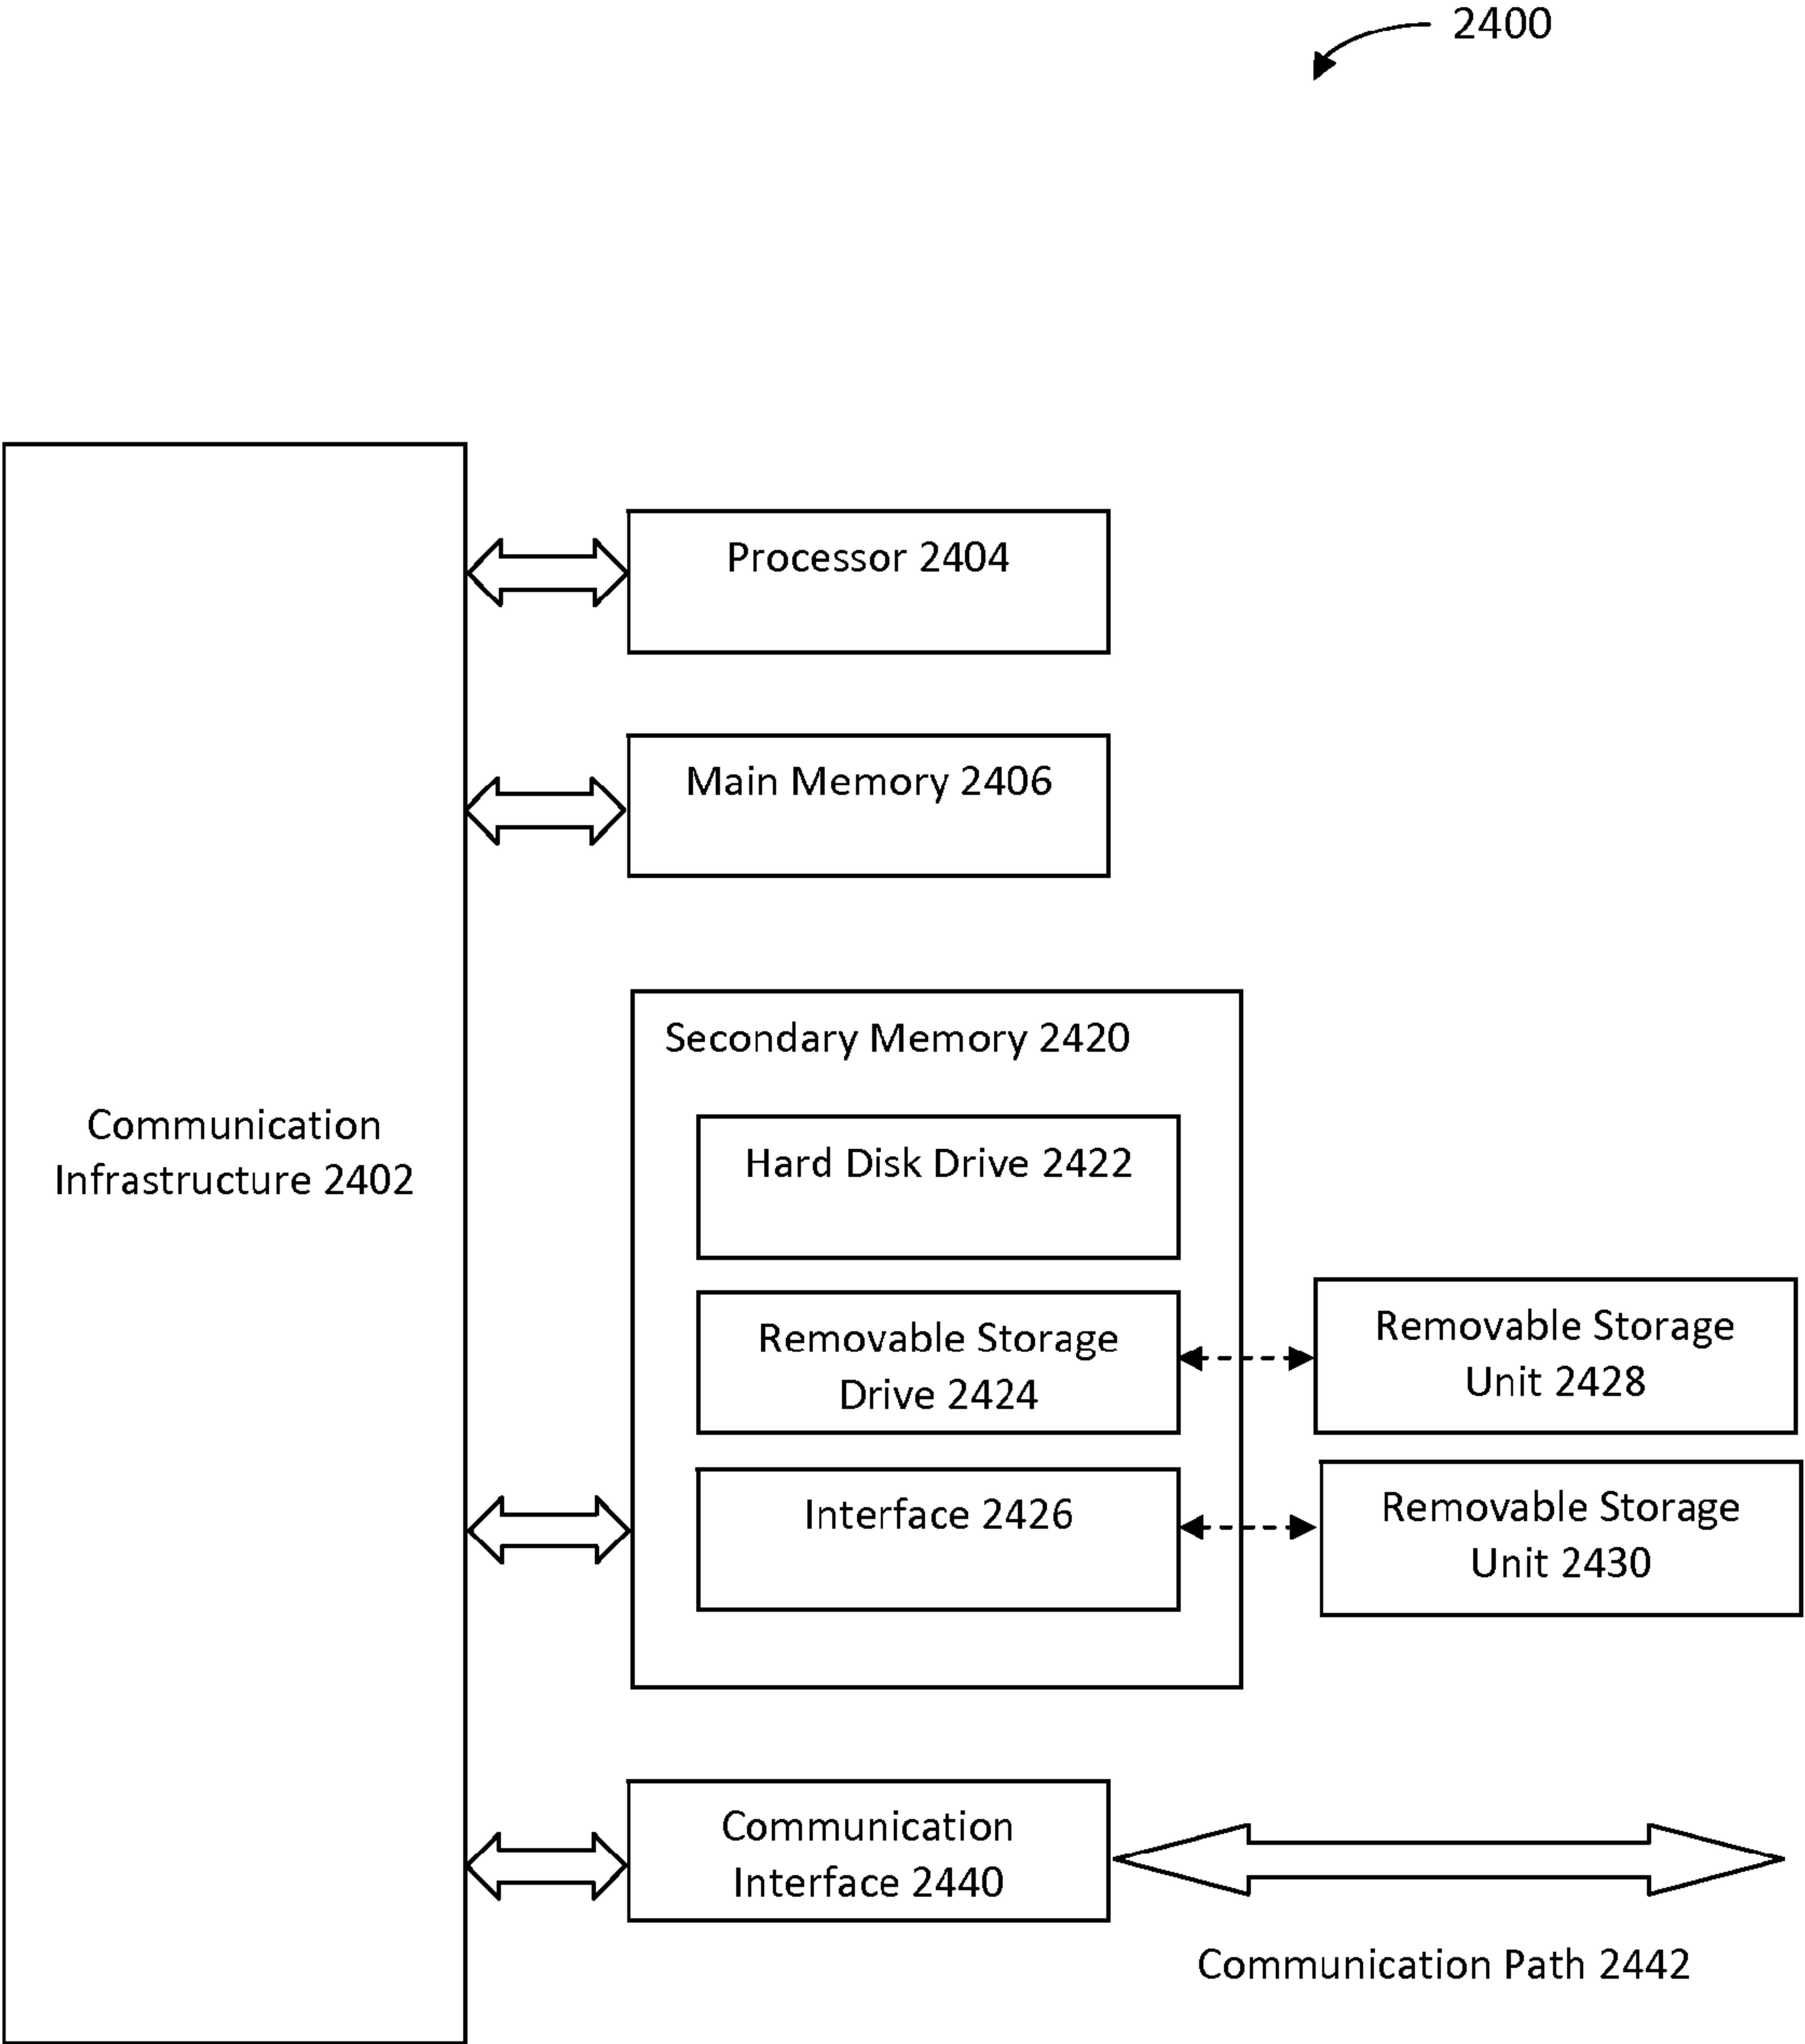 2400
Processor 2404
Main Memory 2406
Secondary Memory 2420
Communication
Infrastructure 2402
Hard Disk Drive 2422
Removable Storage
Drive 2424
Removable Storage
Unit 2428
Interface 2426
Removable Storage
Unit 2430
Communication
Interface 2440
Communication Path 2442